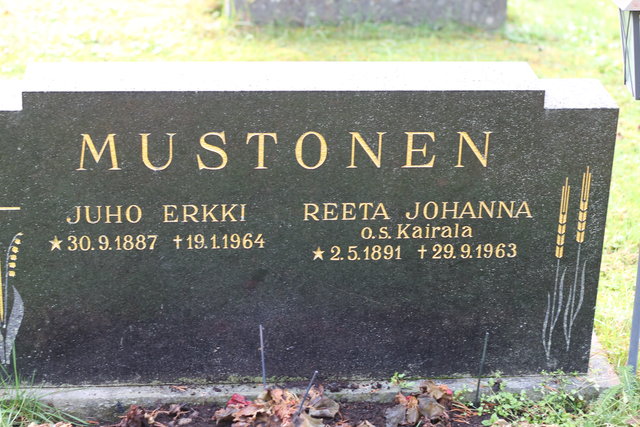 MUSTONEN
JUHO ERKKI
★30.9.1887 †19.1.1964
REETA JOHANNA
O.S. Kairala
★2.5.1891 †29.9.1963